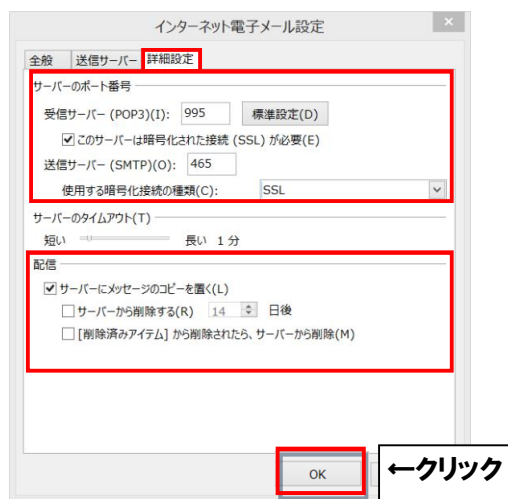 インターネット電子メール設定
×
全般 送信サーバー 詳細設定
サーバーのポート番号
受信サーバー (POP3)(I): 995 標準設定(D)
このサーバーは暗号化された接続 (SSL) が必要(E)
送信サーバー (SMTP)(O): 465
使用する暗号化接続の種類(C): SSL
サーバーのタイムアウト(T)
短い 長い 1 分
配信
サーバーにメッセージのコピーを置く(L)
サーバーから削除する(R) 14 日後
[削除済みアイテム] から削除されたら、サーバーから削除(M)
OK ←クリック